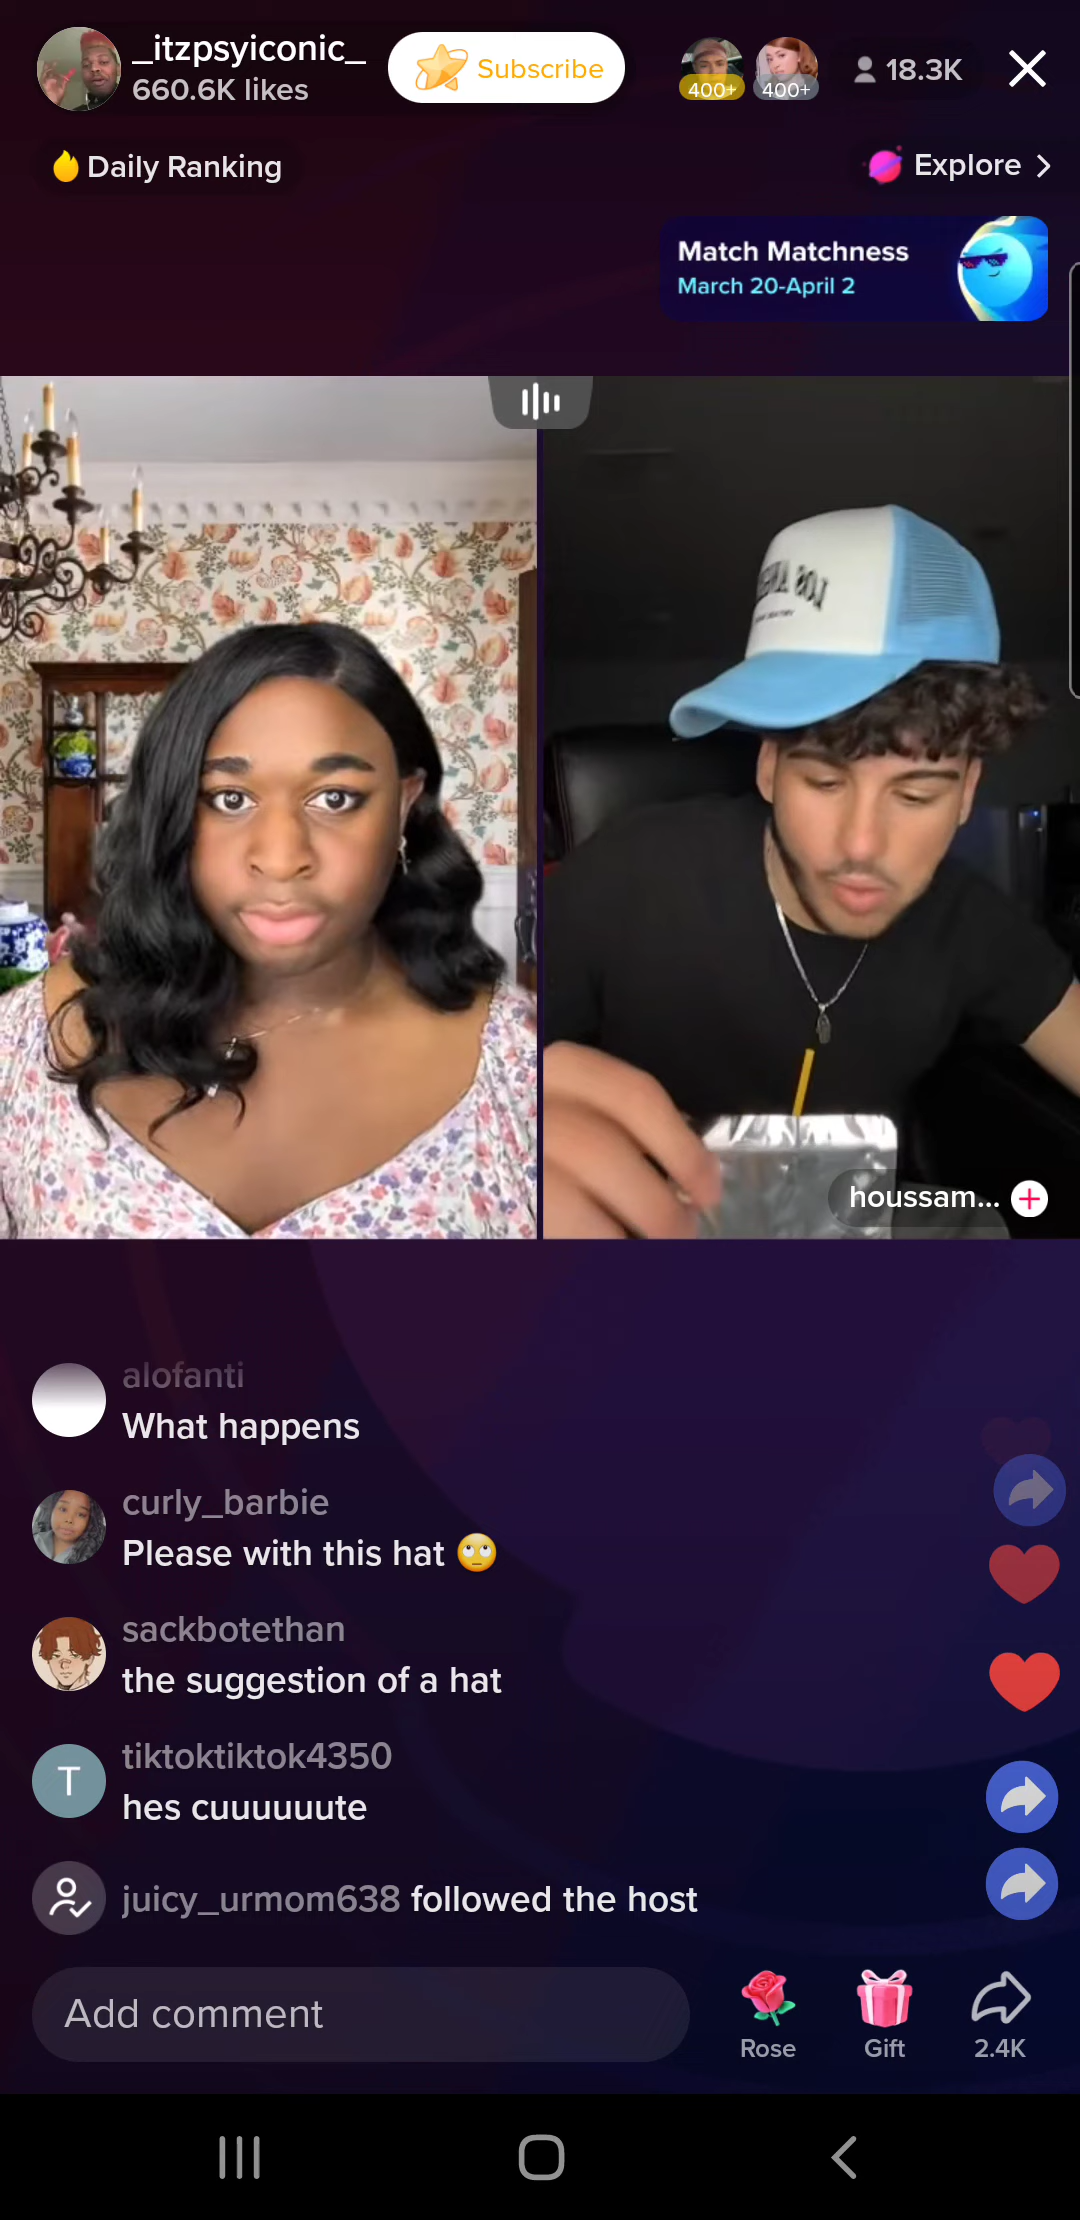 _itzpsyiconic_
660.6K likes
Subscribe
400+
400+
18.3K
Daily Ranking
Explore >
Match Matchness
March 20-April 2
LOS
houssam...
alofanti
What happens
curly_barbie
Please with this hat 🙄
sackbotethan
the suggestion of a hat
T
tiktoktiktok4350
hes cuuuuuute
juicy_urmom638 followed the host
Add comment
Rose
Gift
2.4K